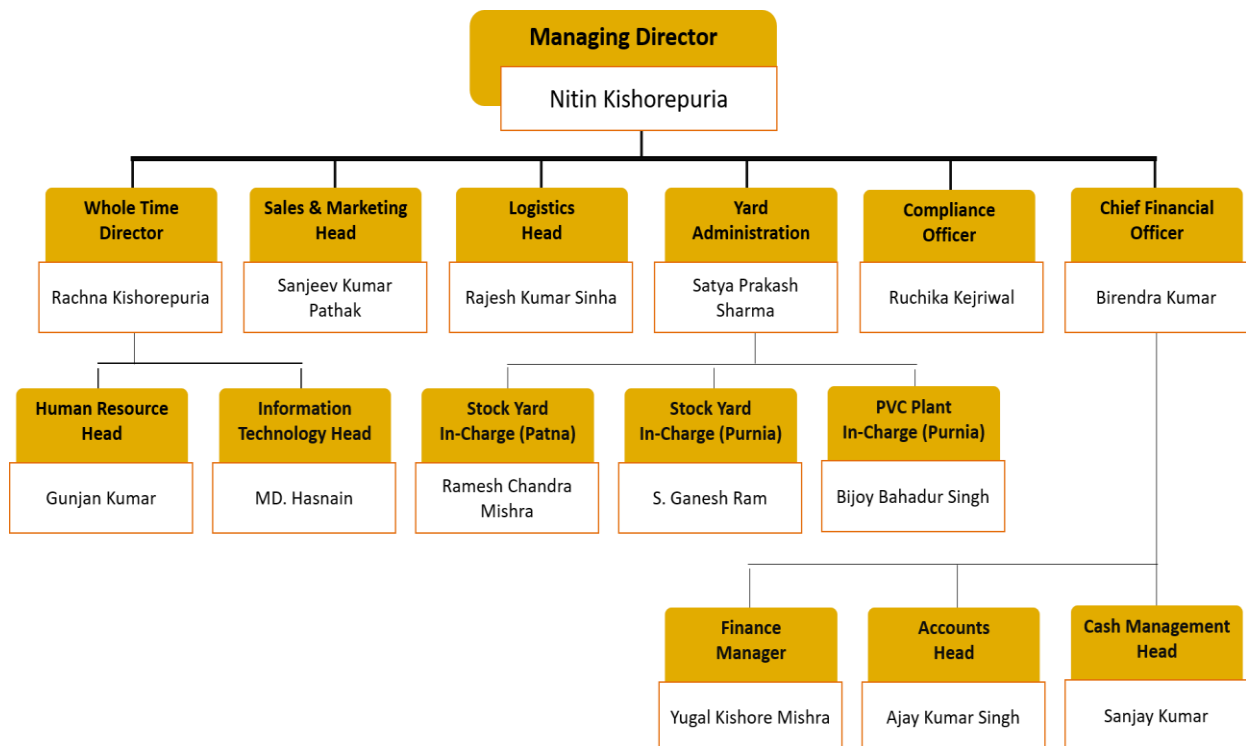 Managing Director
Nitin Kishorepuria
Whole Time
Director
Rachna Kishorepuria
Sales & Marketing
Head
Sanjeev Kumar
Pathak
Logistics
Head
Rajesh Kumar Sinha
Yard
Administration
Satya Prakash
Sharma
Compliance
Officer
Ruchika Kejriwal
Chief Financial
Officer
Birendra Kumar
Human Resource
Head
Gunjan Kumar
Information
Technology Head
MD. Hasnain
Stock Yard
In-Charge (Patna)
Ramesh Chandra
Mishra
Stock Yard
In-Charge (Purnia)
S. Ganesh Ram
PVC Plant
In-Charge (Purnia)
Bijoy Bahadur Singh
Finance
Manager
Yugal Kishore Mishra
Accounts
Head
Ajay Kumar Singh
Cash Management
Head
Sanjay Kumar